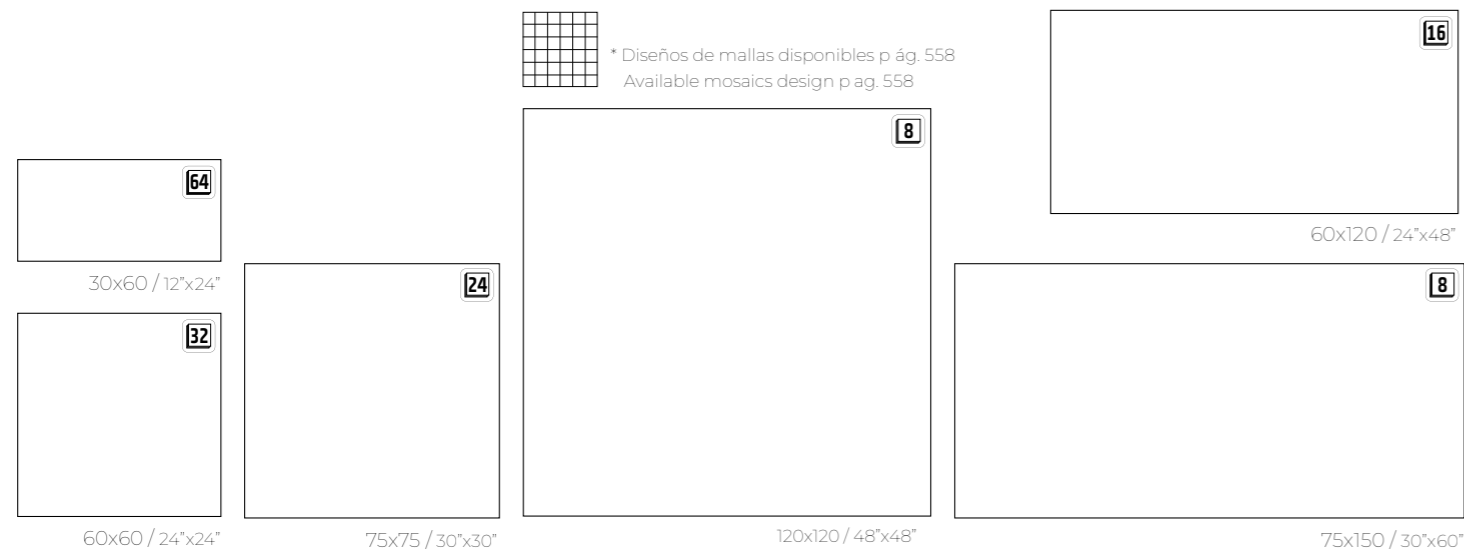 * Diseños de mallas disponibles p ág. 558
Available mosaics design p ag. 558
16
60x120 / 24”x48”
8
120x120 / 48”x48”
64
30x60 / 12”x24”
32
60x60 / 24”x24”
24
75x75 / 30”x30”
8
75x150 / 30”x60”